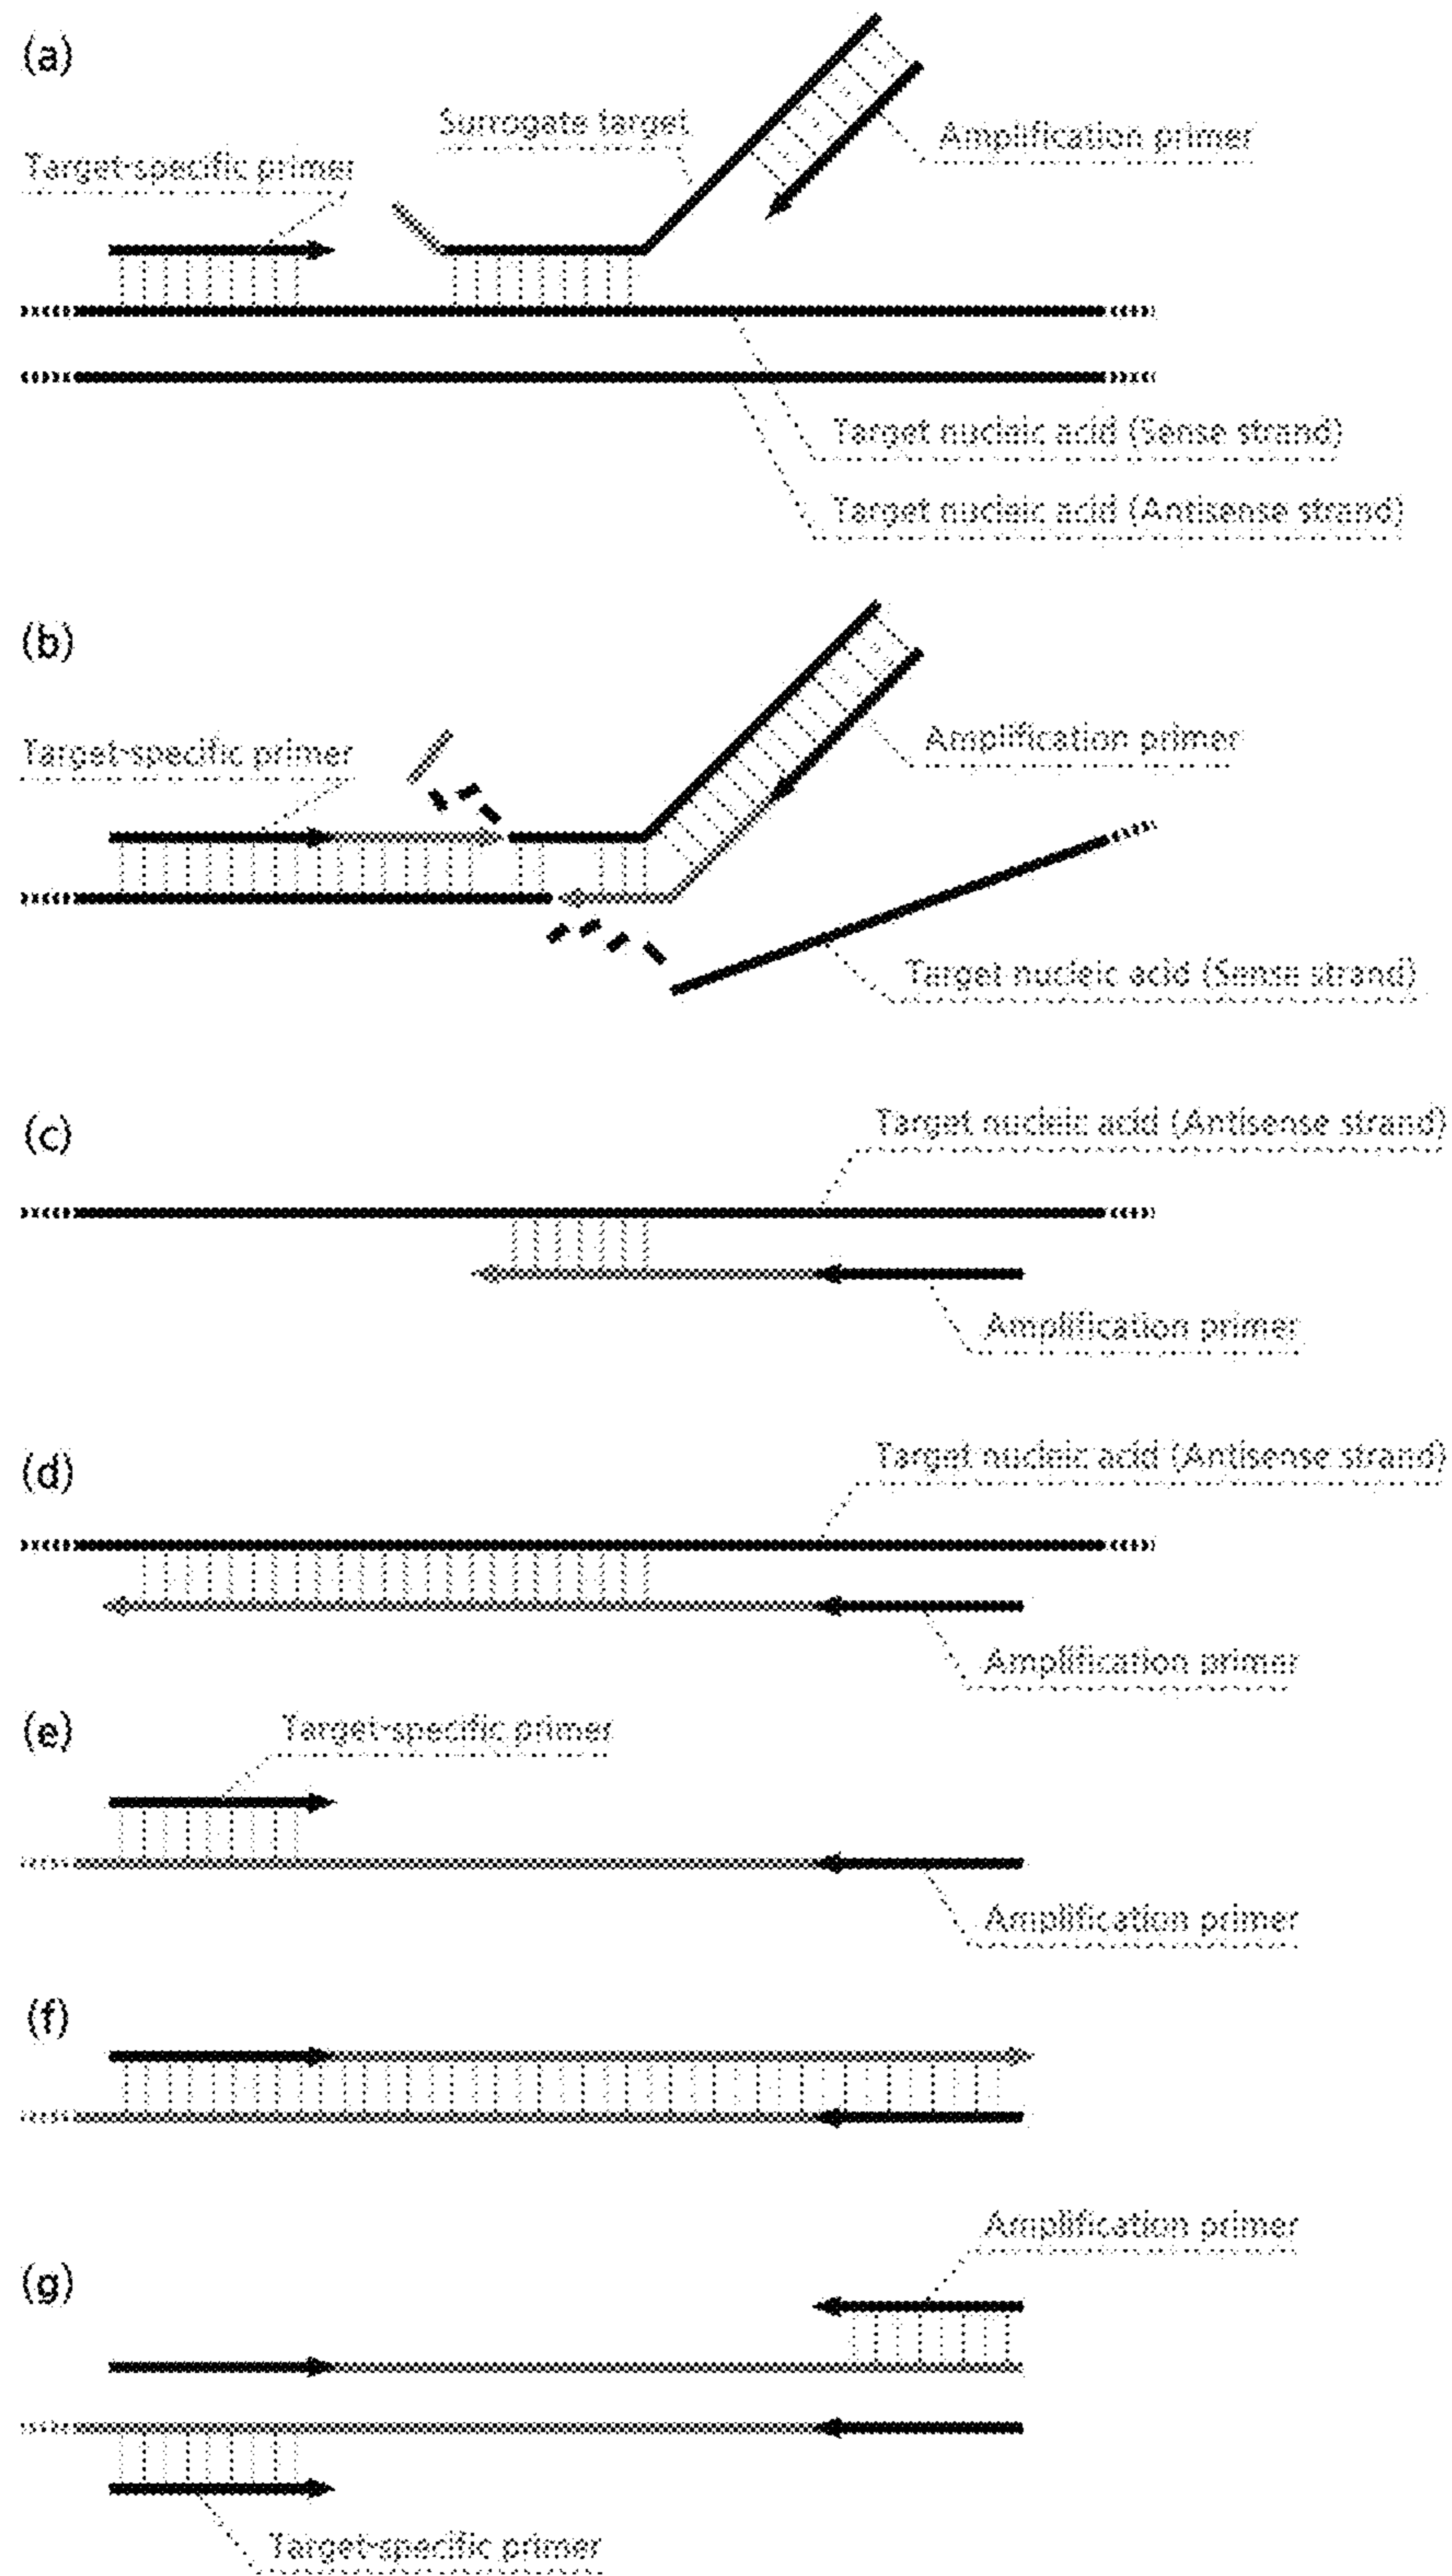 (a)
Surrogate target
Amplification primer
Target-specific primer
Target nucleic acid (Sense strand)
Target nucleic acid (Antisense strand)
(b)
Target-specific primer
Amplification primer
Target nucleic acid (Sense strand)
(c)
Target nucleic acid (Antisense strand)
Amplification primer
(d)
Target nucleic acid (Antisense strand)
Amplification primer
(e)
Target-specific primer
Amplification primer
(f)
Amplification primer
(g)
Target-specific primer